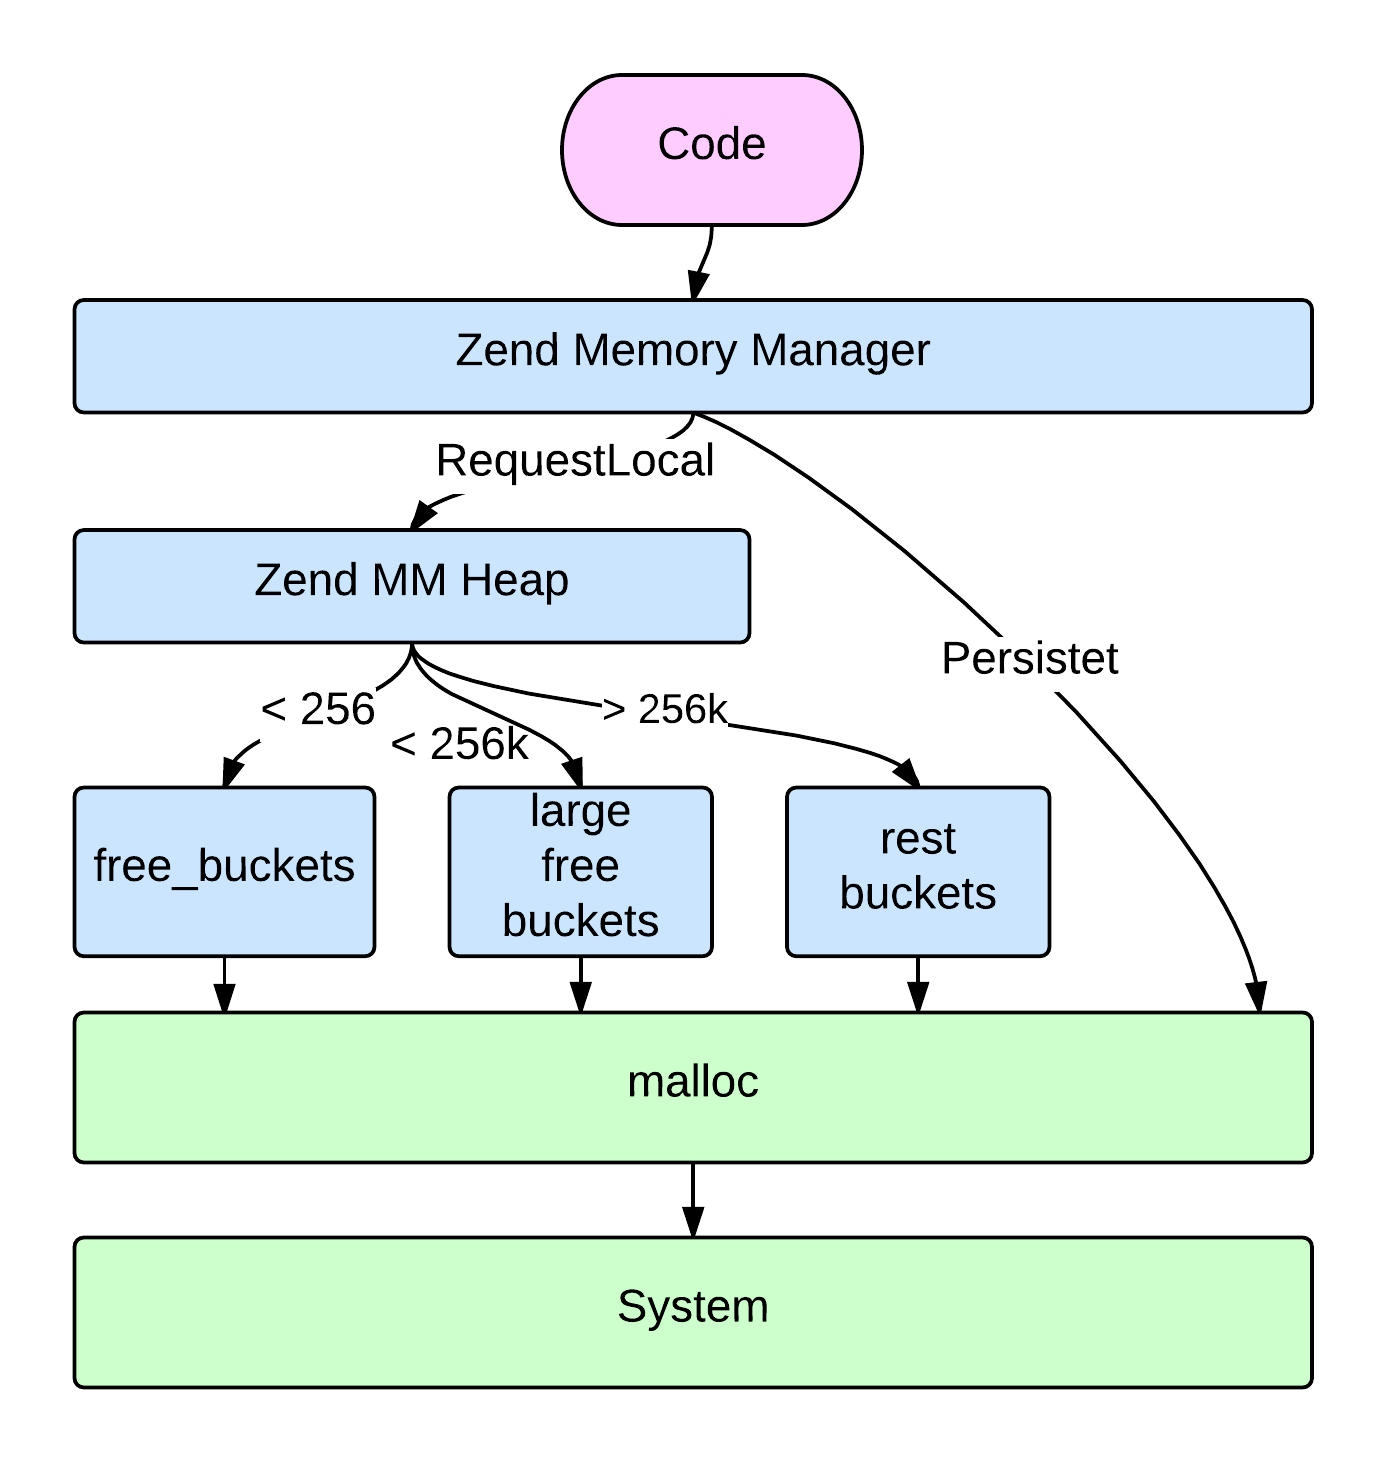 Code
Zend Memory Manager
RequestLocal
Zend MM Heap
Persistet
< 256
< 256k
> 256k
free_buckets
large
free
buckets
rest
buckets
malloc
System